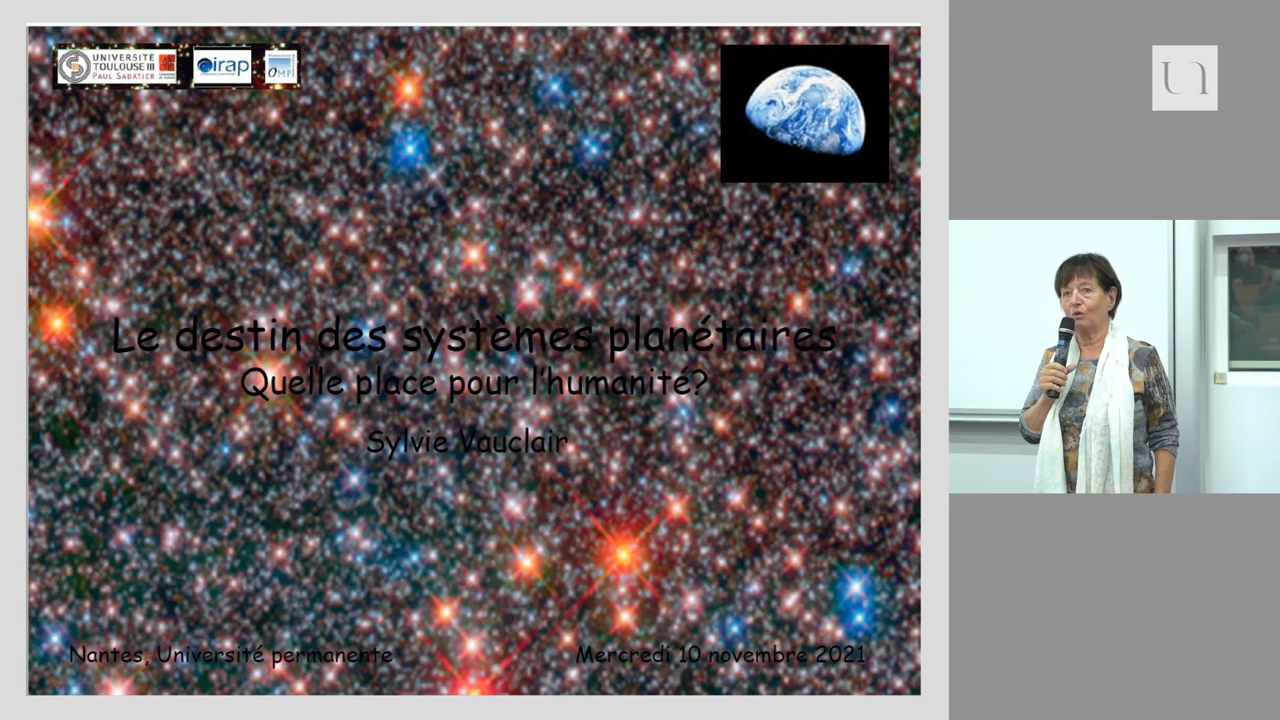 UNIVERSITÉ
TOULOUSE III
PAUL SABATIER
irap
OMP
Le destin des systèmes planétaires
Quelle place pour l'humanité?
Sylvie Vauclair
Nantes, Université permanente
Mercredi 10 novembre 2021